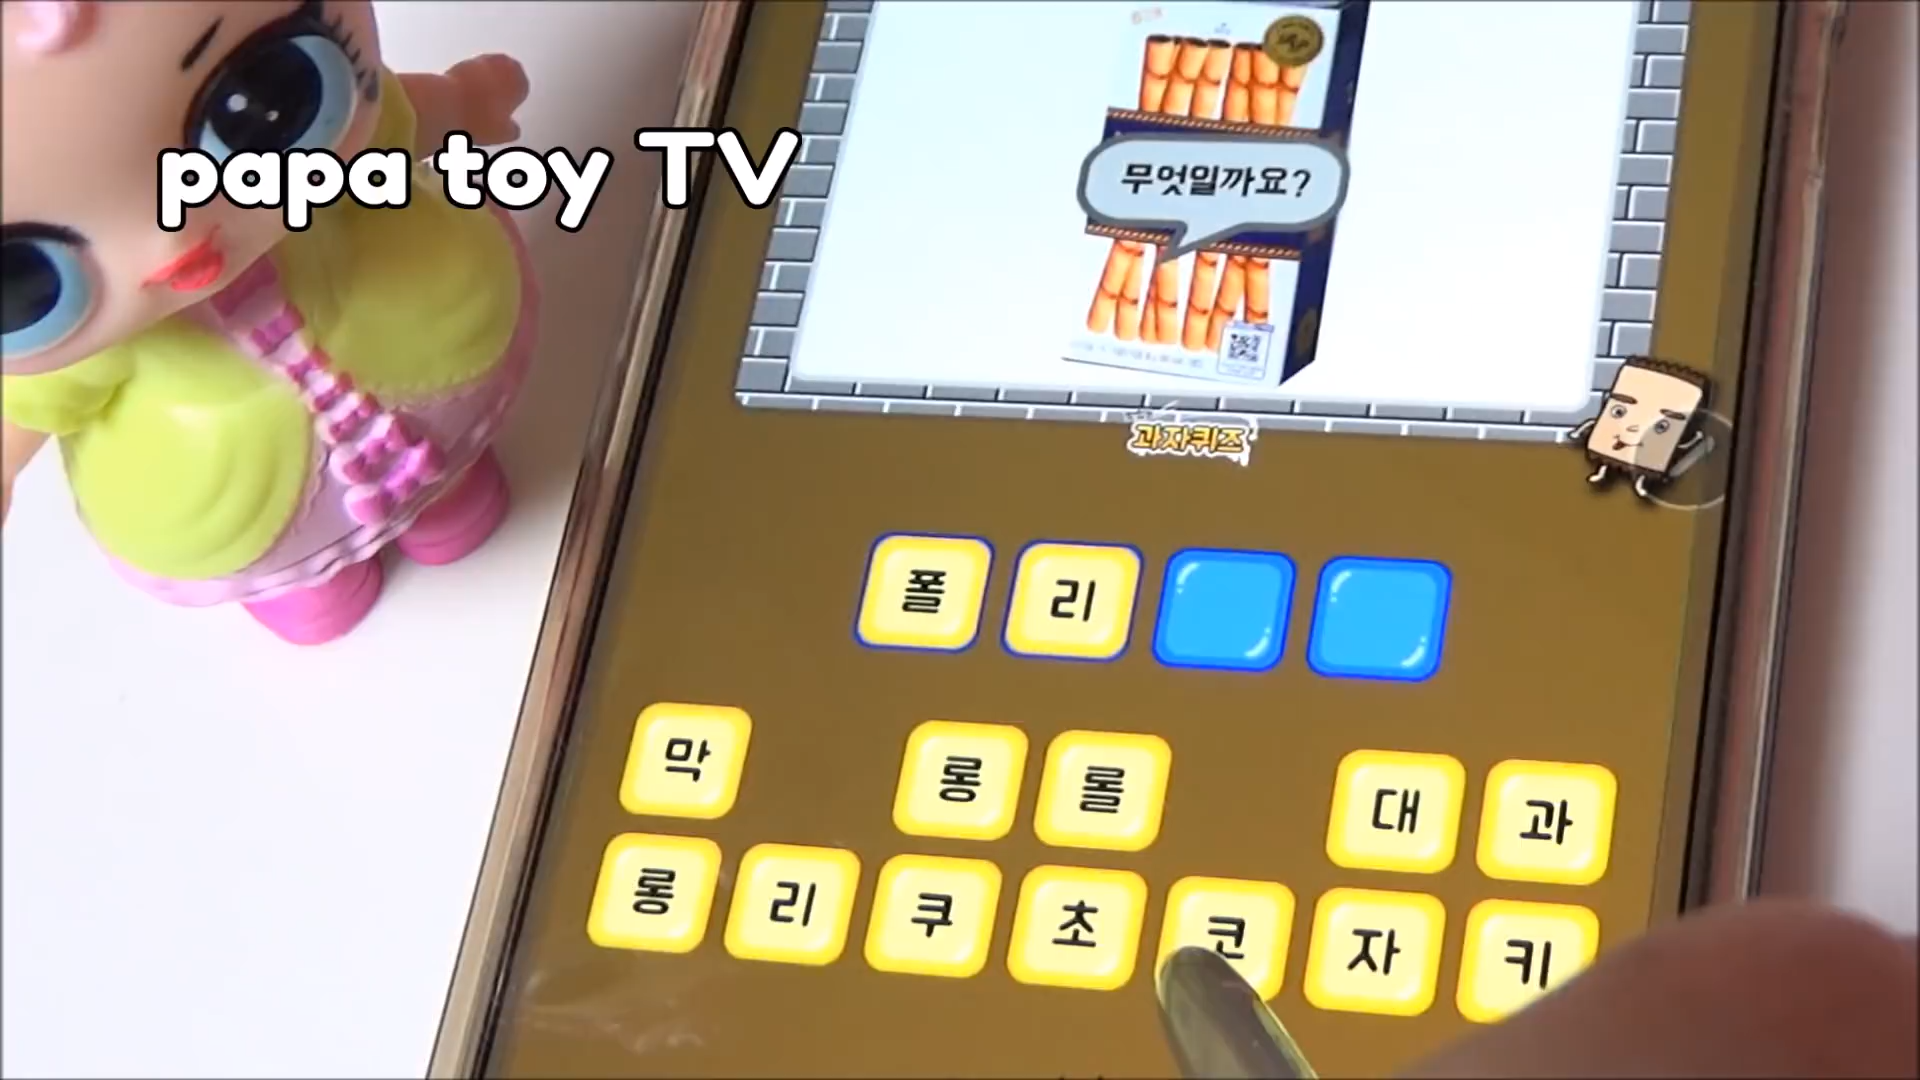 papa toy TV
무엇일까요?
과자퀴즈
폴 리
막 롱 롤 대 과
롱 리 쿠 초 코 자 키